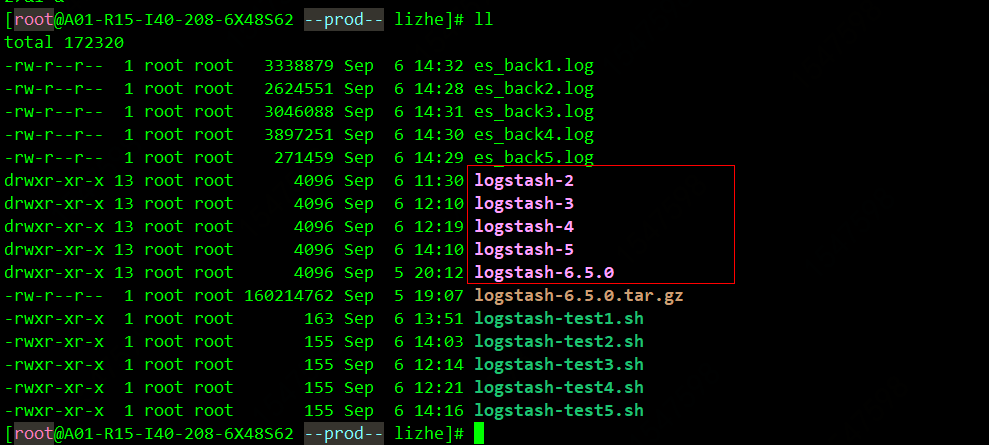 [root@A01-R15-I40-208-6X48S62 --prod-- lizhe]# ll
total 172320
-rw-r--r--  1 root root   3338879 Sep  6 14:32 es_back1.log
-rw-r--r--  1 root root   2624551 Sep  6 14:28 es_back2.log
-rw-r--r--  1 root root   3046088 Sep  6 14:31 es_back3.log
-rw-r--r--  1 root root   3897251 Sep  6 14:30 es_back4.log
-rw-r--r--  1 root root    271459 Sep  6 14:29 es_back5.log
drwxr-xr-x 13 root root      4096 Sep  6 11:30 logstash-2
drwxr-xr-x 13 root root      4096 Sep  6 12:10 logstash-3
drwxr-xr-x 13 root root      4096 Sep  6 12:19 logstash-4
drwxr-xr-x 13 root root      4096 Sep  6 14:10 logstash-5
drwxr-xr-x 13 root root      4096 Sep  5 20:12 logstash-6.5.0
-rw-r--r--  1 root root 160214762 Sep  5 19:07 logstash-6.5.0.tar.gz
-rwxr-xr-x  1 root root       163 Sep  6 13:51 logstash-test1.sh
-rwxr-xr-x  1 root root       155 Sep  6 14:03 logstash-test2.sh
-rwxr-xr-x  1 root root       155 Sep  6 12:14 logstash-test3.sh
-rwxr-xr-x  1 root root       155 Sep  6 12:21 logstash-test4.sh
-rwxr-xr-x  1 root root       155 Sep  6 14:16 logstash-test5.sh
[root@A01-R15-I40-208-6X48S62 --prod-- lizhe]#